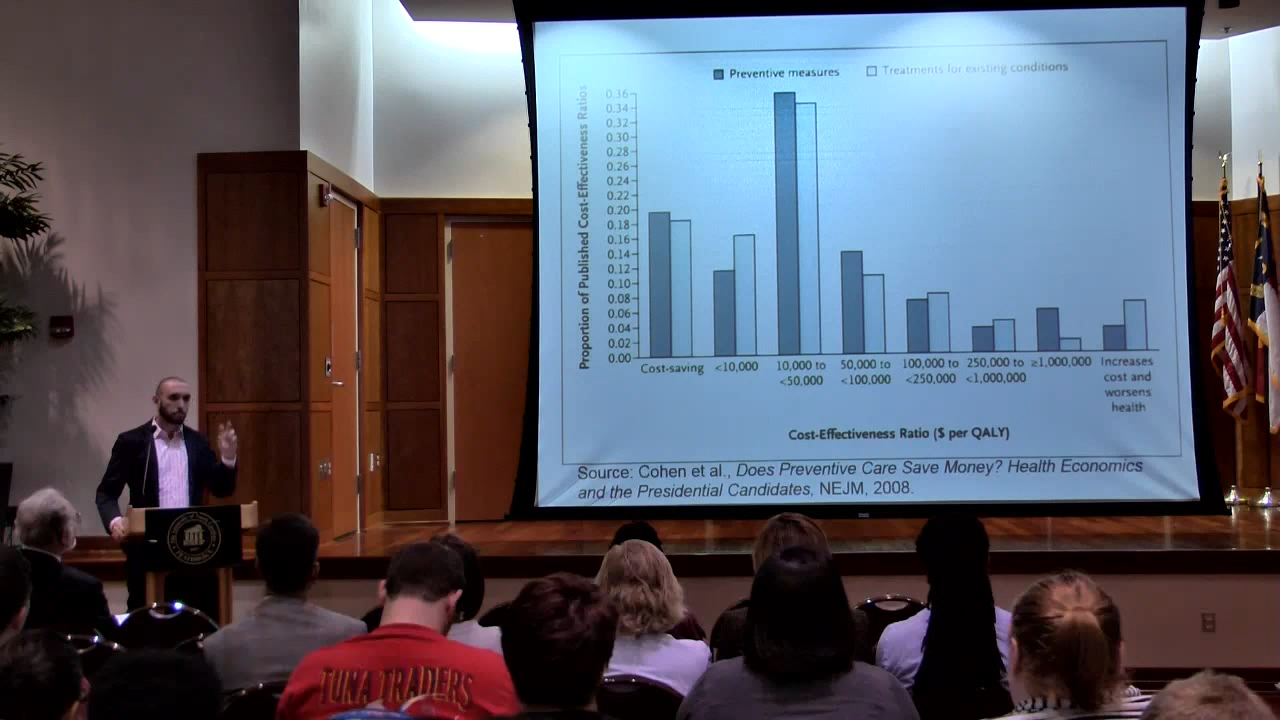 Preventive measures
Treatments for existing conditions
Proportion of Published Cost-Effectiveness Ratios
0.36
0.34
0.32
0.30
0.28
0.26
0.24
0.22
0.20
0.18
0.16
0.14
0.12
0.10
0.08
0.06
0.04
0.02
0.00
Cost-saving
<10,000
10,000 to
<50,000
50,000 to
<100,000
100,000 to
<250,000
250,000 to
<1,000,000
≥1,000,000
Increases
cost and
worsens
health
Cost-Effectiveness Ratio ($ per QALY)
Source: Cohen et al., Does Preventive Care Save Money? Health Economics
and the Presidential Candidates, NEJM, 2008.
TUNA TRADERS